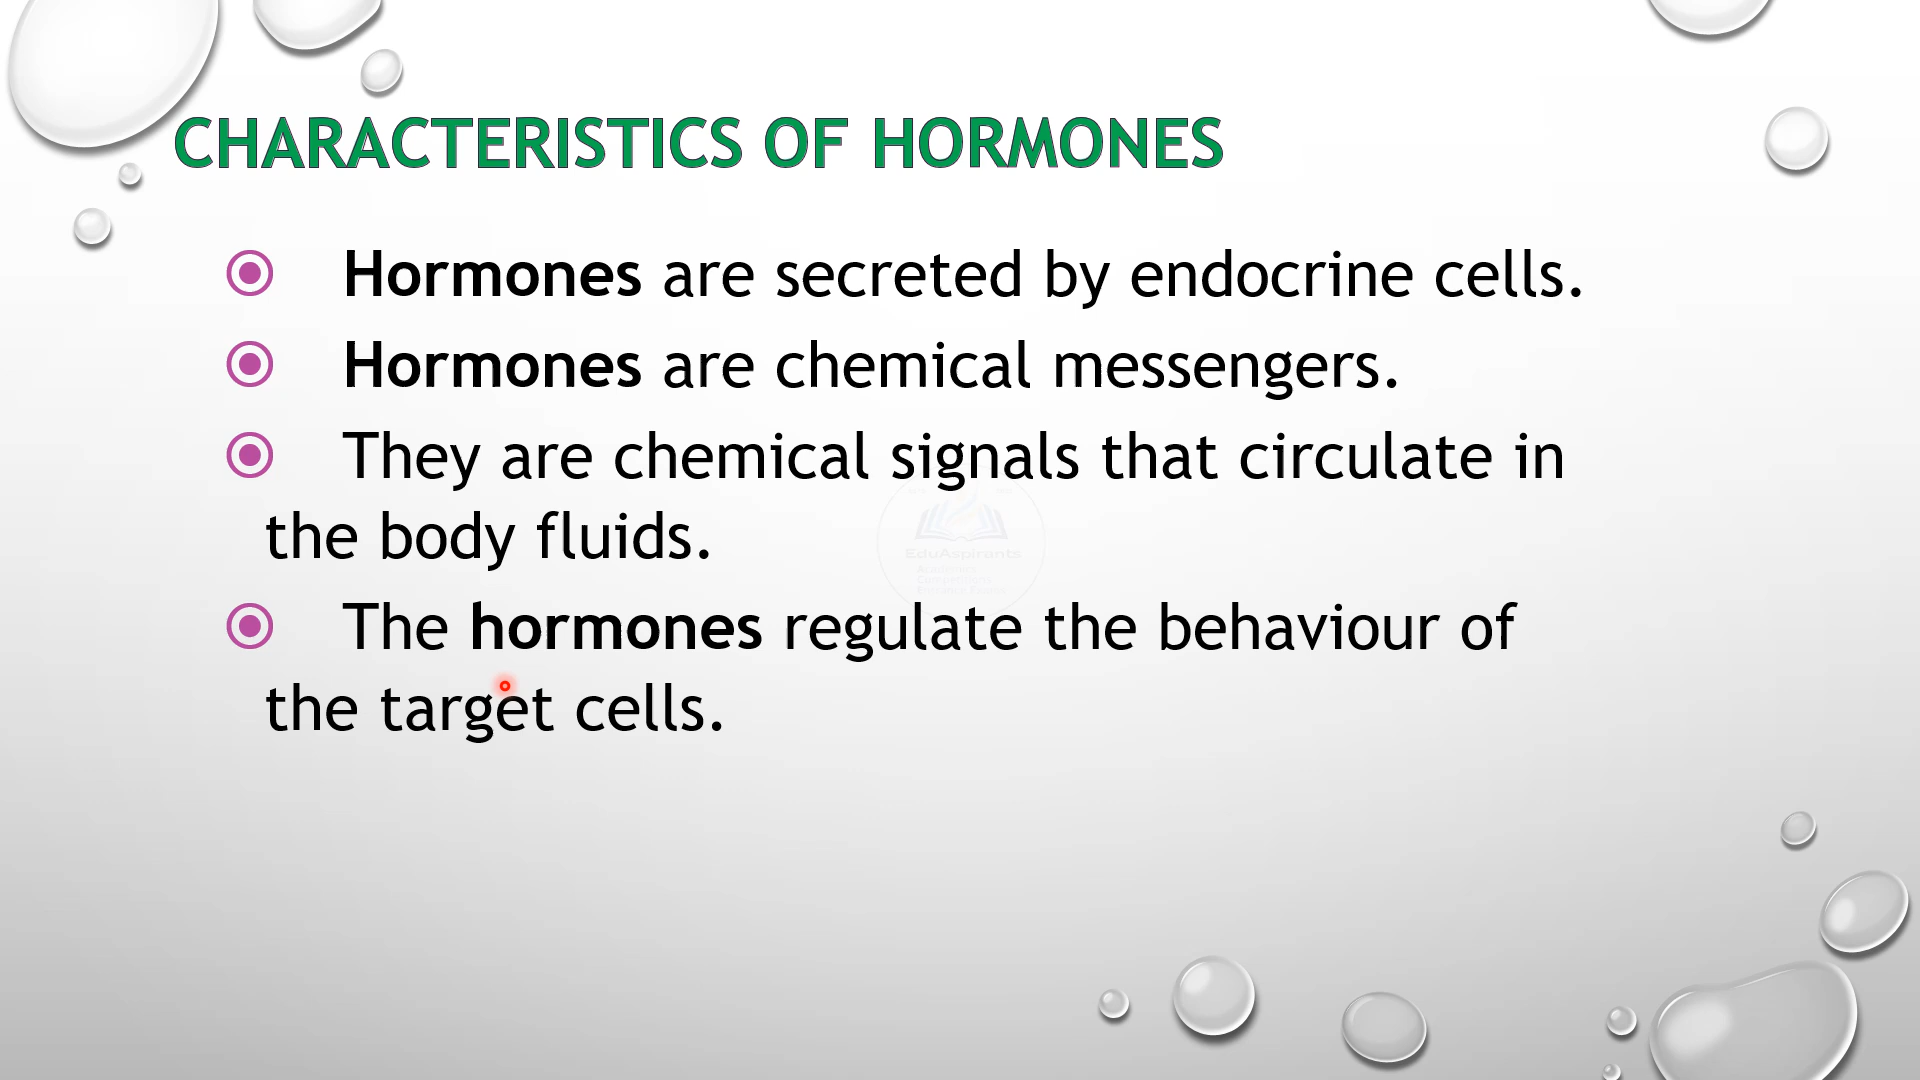 CHARACTERISTICS OF HORMONES
Hormones are secreted by endocrine cells.
Hormones are chemical messengers.
They are chemical signals that circulate in
the body fluids.
EduAspirants
The hormones regulate the behaviour of
the target cells.